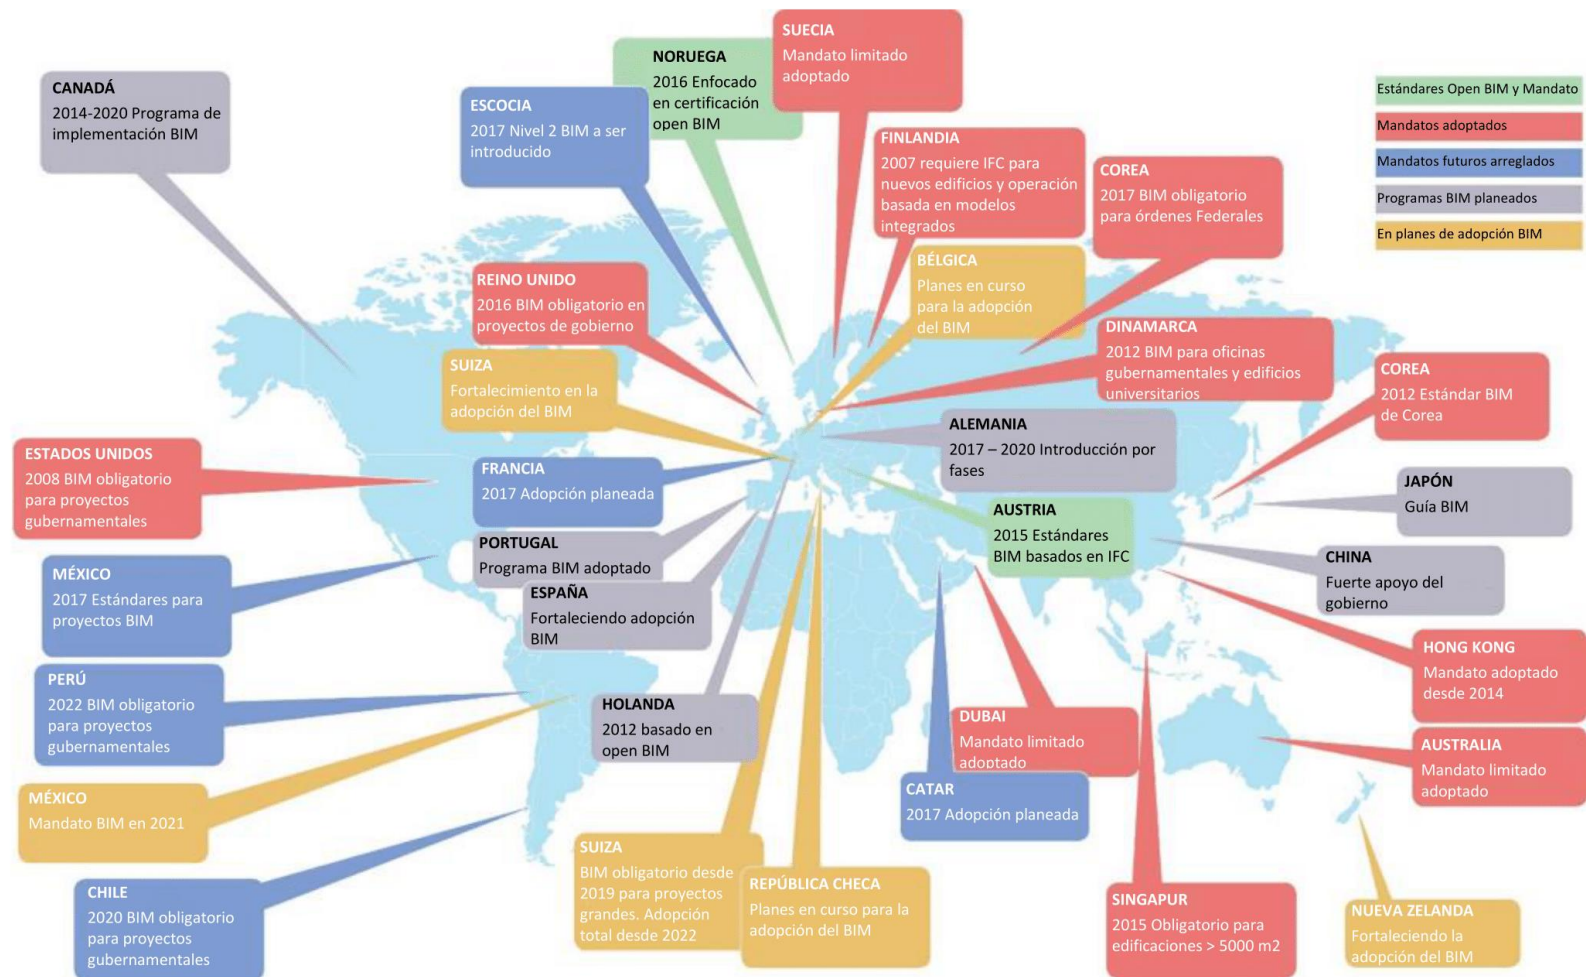 SUECIA
Mandato limitado
adoptado
NORUEGA
2016 Enfocado
en certificación
open BIM
CANADÁ
2014-2020 Programa de
implementación BIM
ESCOCIA
2017 Nivel 2 BIM a ser
introducido
Estándares Open BIM y Mandato
Mandatos adoptados
Mandatos futuros arreglados
Programas BIM planeados
En planes de adopción BIM
FINLANDIA
2007 requiere IFC para
nuevos edificios y operación
basada en modelos
integrados
COREA
2017 BIM obligatorio
para órdenes Federales
BÉLGICA
Planes en curso
para la adopción
del BIM
REINO UNIDO
2016 BIM obligatorio en
proyectos de gobierno
DINAMARCA
2012 BIM para oficinas
gubernamentales y edificios
universitarios
SUIZA
Fortalecimiento en la
adopción del BIM
COREA
2012 Estándar BIM
de Corea
ALEMANIA
2017 – 2020 Introducción por
fases
ESTADOS UNIDOS
2008 BIM obligatorio
para proyectos
gubernamentales
FRANCIA
2017 Adopción planeada
JAPÓN
Guía BIM
AUSTRIA
2015 Estándares
BIM basados en IFC
PORTUGAL
Programa BIM adoptado
CHINA
Fuerte apoyo del
gobierno
MÉXICO
2017 Estándares para
proyectos BIM
ESPAÑA
Fortaleciendo adopción
BIM
HONG KONG
Mandato adoptado
desde 2014
PERÚ
2022 BIM obligatorio
para proyectos
gubernamentales
HOLANDA
2012 basado en
open BIM
DUBAI
Mandato limitado
adoptado
AUSTRALIA
Mandato limitado
adoptado
CATAR
2017 Adopción planeada
MÉXICO
Mandato BIM en 2021
SUIZA
BIM obligatorio desde
2019 para proyectos
grandes. Adopción
total desde 2022
REPÚBLICA CHECA
Planes en curso para la
adopción del BIM
CHILE
2020 BIM obligatorio
para proyectos
gubernamentales
SINGAPUR
2015 Obligatorio para
edificaciones > 5000 m2
NUEVA ZELANDA
Fortaleciendo la
adopción del BIM